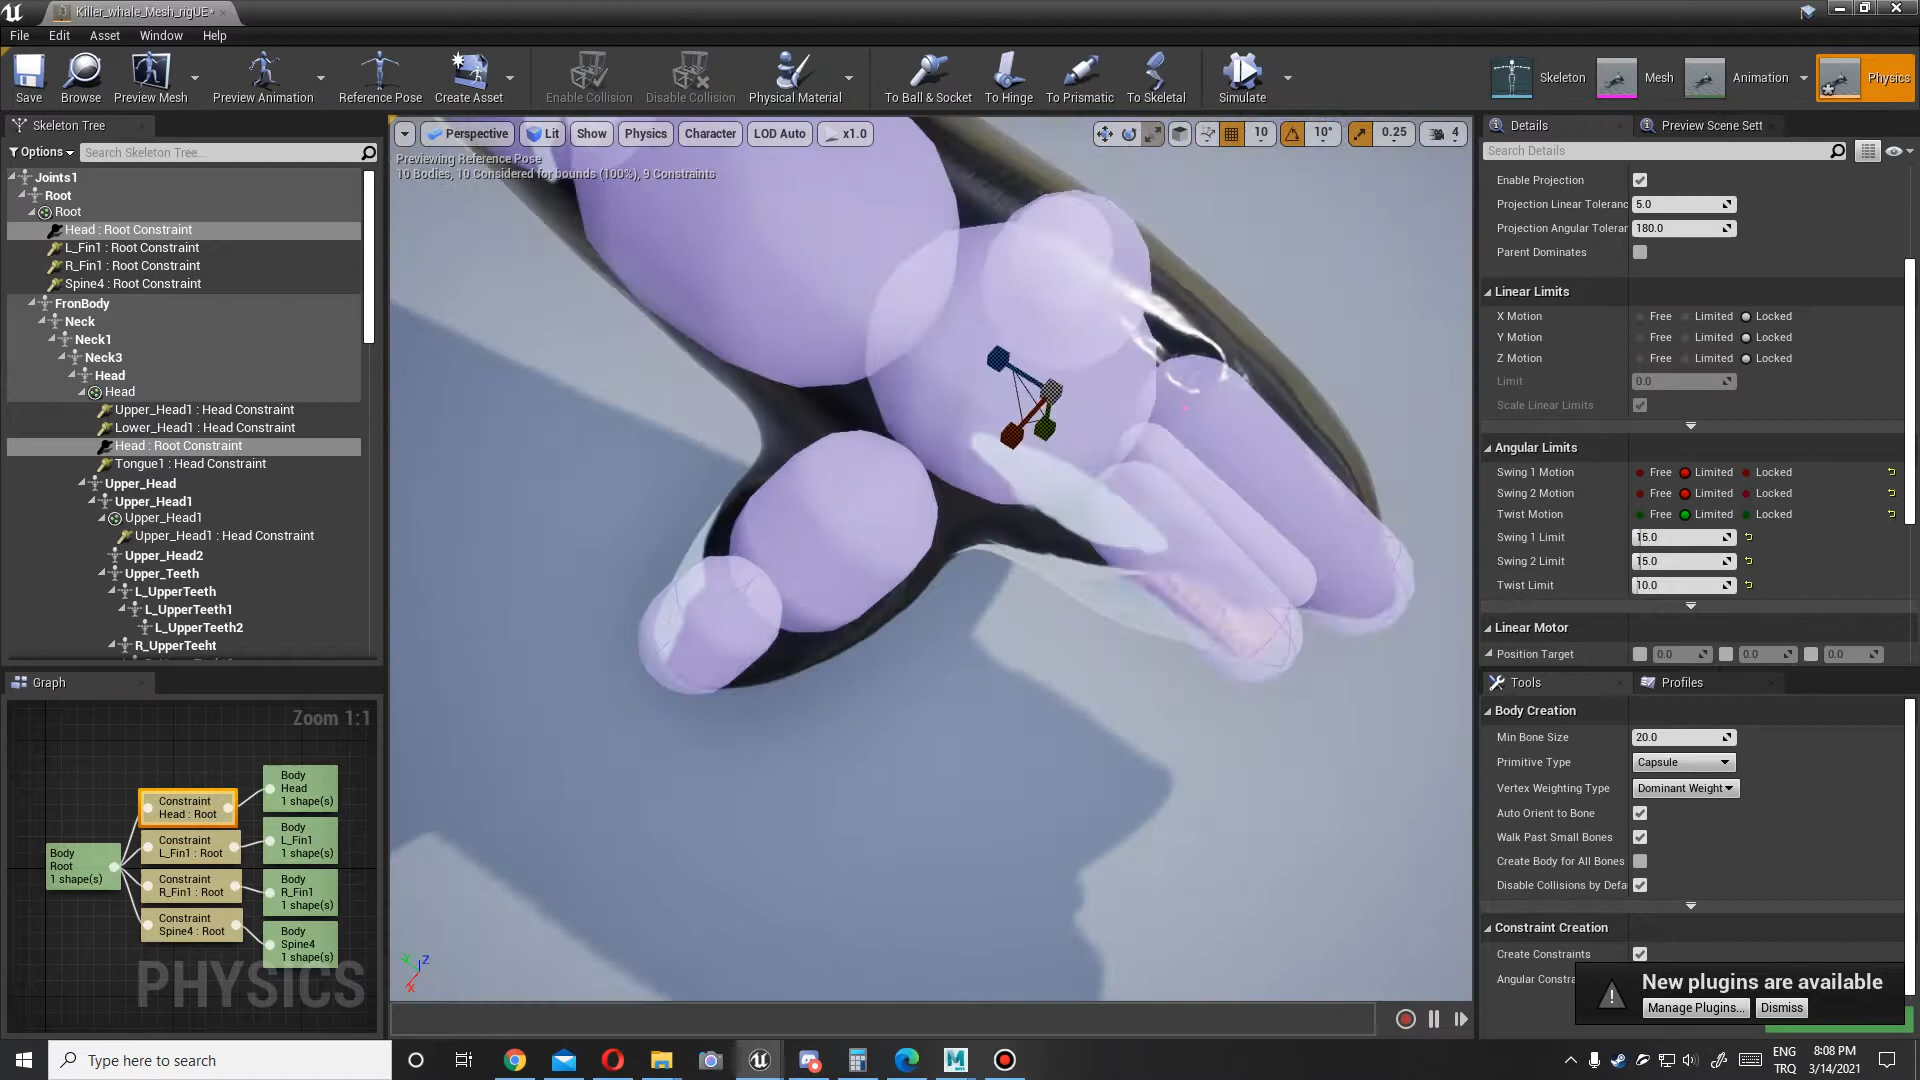 Killer_whale_Mesh_rigUE*
File Edit Asset Window Help
Save Browse Preview Mesh Preview Animation Reference Pose Create Asset Enable Collision Disable Collision Physical Material To Ball & Socket To Hinge To Prismatic To Skeletal Simulate Skeleton Mesh Animation Physics
Skeleton Tree
Options Search Skeleton Tree...
Joints1
Root
Root
Head : Root Constraint
L_Fin1 : Root Constraint
R_Fin1 : Root Constraint
Spine4 : Root Constraint
FronBody
Neck
Neck1
Neck3
Head
Head
Upper_Head1 : Head Constraint
Lower_Head1 : Head Constraint
Head : Root Constraint
Tongue1 : Head Constraint
Upper_Head
Upper_Head1
Upper_Head1
Upper_Head1 : Head Constraint
Upper_Head2
Upper_Teeth
L_UpperTeeth
L_UpperTeeth1
L_UpperTeeth2
R_UpperTeeht
Graph
Zoom 1:1
Body
Root
1 shape(s)
Constraint
Head : Root
Constraint
L_Fin1 : Root
Constraint
R_Fin1 : Root
Constraint
Spine4 : Root
Body
Head
1 shape(s)
Body
L_Fin1
1 shape(s)
Body
R_Fin1
1 shape(s)
Body
Spine4
1 shape(s)
PHYSICS
Perspective Lit Show Physics Character LOD Auto x1.0 10 10° 0.25 4
Previewing Reference Pose
10 Bodies, 10 Considered for bounds (100%), 9 Constraints
Z
X
Details Preview Scene Sett
Search Details
Enable Projection
Projection Linear Toleranc 5.0
Projection Angular Tolerar 180.0
Parent Dominates
Linear Limits
X Motion Free Limited Locked
Y Motion Free Limited Locked
Z Motion Free Limited Locked
Limit 0.0
Scale Linear Limits
Angular Limits
Swing 1 Motion Free Limited Locked
Swing 2 Motion Free Limited Locked
Twist Motion Free Limited Locked
Swing 1 Limit 15.0
Swing 2 Limit 15.0
Twist Limit 10.0
Linear Motor
Position Target 0.0 0.0 0.0
Tools Profiles
Body Creation
Min Bone Size 20.0
Primitive Type Capsule
Vertex Weighting Type Dominant Weight
Auto Orient to Bone
Walk Past Small Bones
Create Body for All Bones
Disable Collisions by Defa
Constraint Creation
Create Constraints
Angular Constra
New plugins are available
Manage Plugins... Dismiss
Type here to search
ENG
TRQ
8:08 PM
3/14/2021